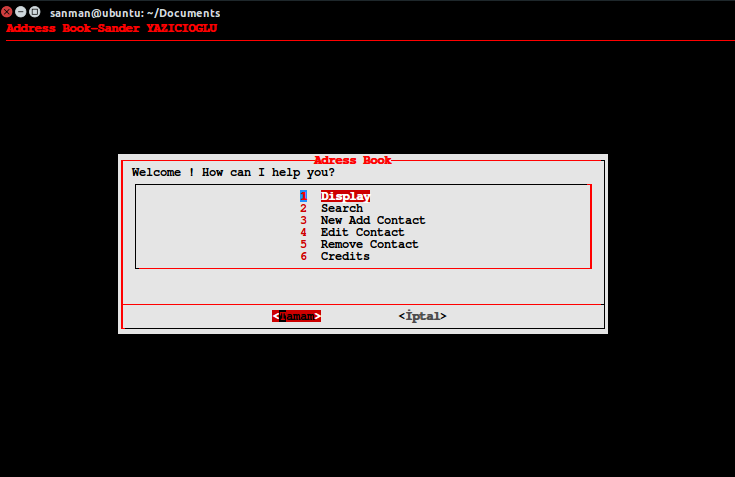 sanman@ubuntu: ~/Documents
Address Book-Sander YAZICIOGLU
Adress Book
Welcome ! How can I help you?
1 Display
2 Search
3 New Add Contact
4 Edit Contact
5 Remove Contact
6 Credits
<Tamam> <İptal>